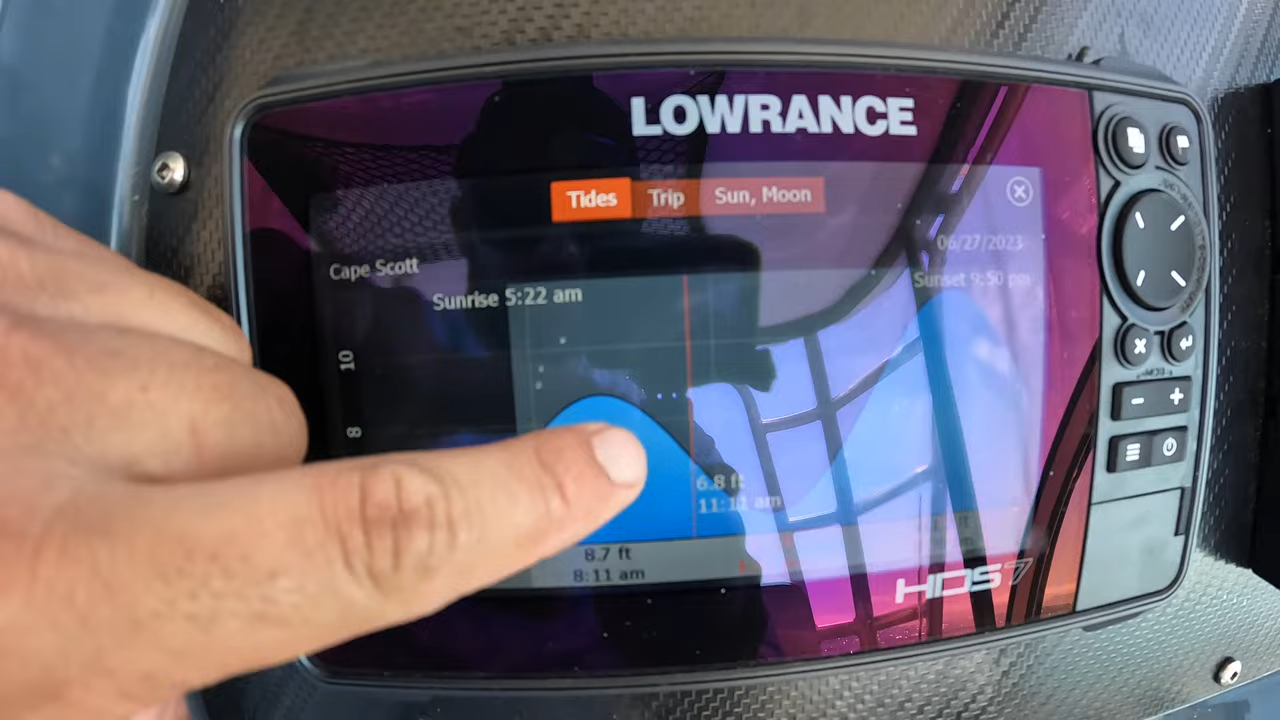 LOWRANCE
Tides Trip Sun, Moon
06/27/2023
Cape Scott
Sunset 9:50 pm
Sunrise 5:22 am
10
8
6.8 ft
11:11 am
8.7 ft
8:11 am
HDS7